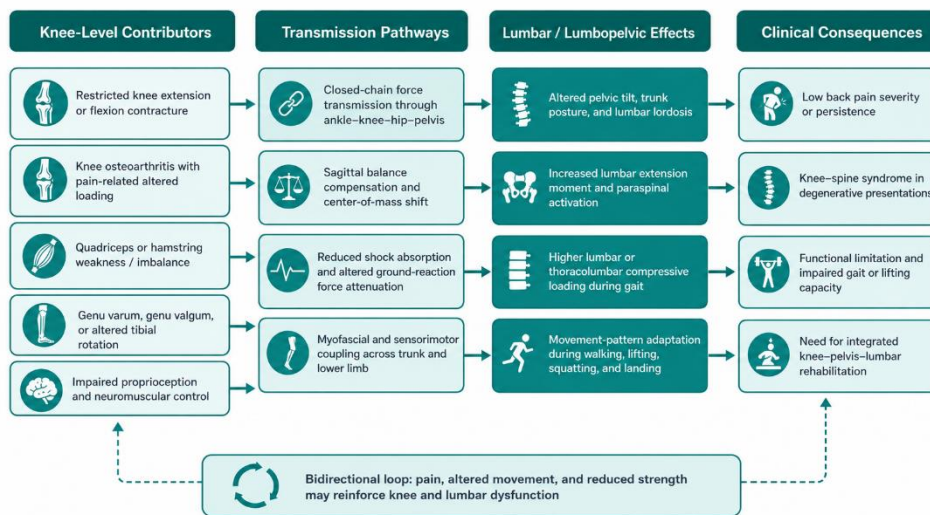 Knee-Level Contributors
Restricted knee extension
or flexion contracture
Knee osteoarthritis with
pain-related altered
loading
Quadriceps or hamstring
weakness / imbalance
Genu varum, genu valgum,
or altered tibial
rotation
Impaired proprioception
and neuromuscular control
Transmission Pathways
Closed-chain force
transmission through
ankle-knee-hip-pelvis
Sagittal balance
compensation and
center-of-mass shift
Reduced shock absorption
and altered ground-reaction
force attenuation
Myofascial and sensorimotor
coupling across trunk and
lower limb
Lumbar / Lumbopelvic Effects
Altered pelvic tilt, trunk
posture, and lumbar lordosis
Increased lumbar extension
moment and paraspinal
activation
Higher lumbar or
thoracolumbar compressive
loading during gait
Movement-pattern adaptation
during walking, lifting,
squatting, and landing
Clinical Consequences
Low back pain severity
or persistence
Knee-spine syndrome in
degenerative presentations
Functional limitation and
impaired gait or lifting
capacity
Need for integrated
knee-pelvis-lumbar
rehabilitation
Bidirectional loop: pain, altered movement, and reduced strength
may reinforce knee and lumbar dysfunction